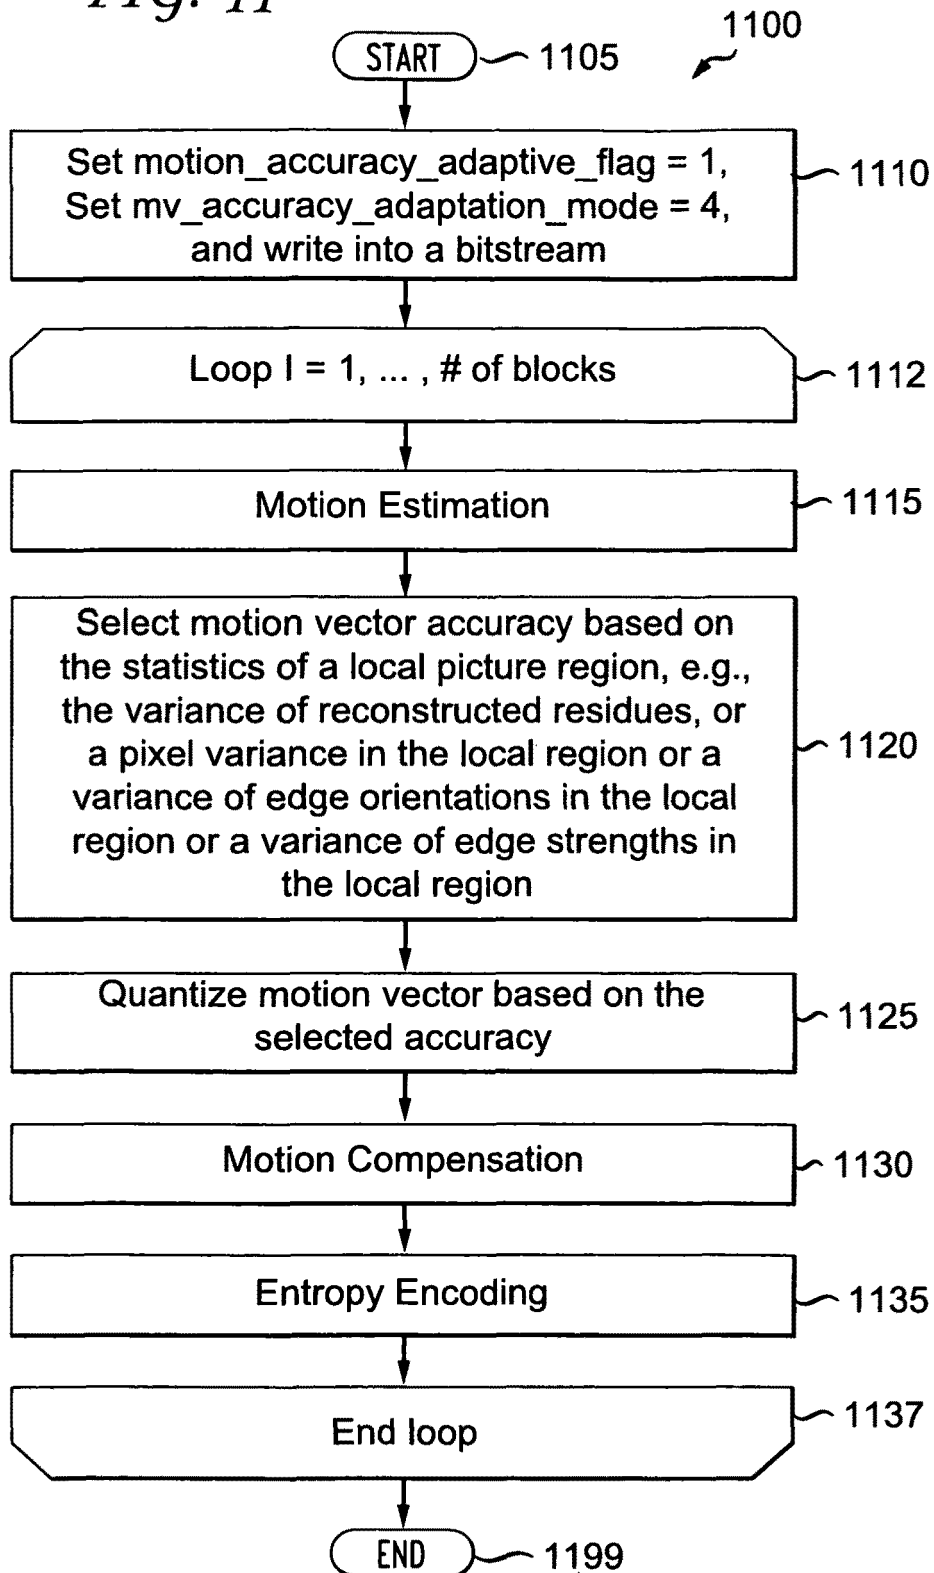 Fig. 11
1100
START 1105
Set motion_accuracy_adaptive_flag = 1,
Set mv_accuracy_adaptation_mode = 4,
and write into a bitstream
1110
Loop I = 1, ... , # of blocks
1112
Motion Estimation
1115
Select motion vector accuracy based on
the statistics of a local picture region, e.g.,
the variance of reconstructed residues, or
a pixel variance in the local region or a
variance of edge orientations in the local
region or a variance of edge strengths in
the local region
1120
Quantize motion vector based on the
selected accuracy
1125
Motion Compensation
1130
Entropy Encoding
1135
End loop
1137
END 1199